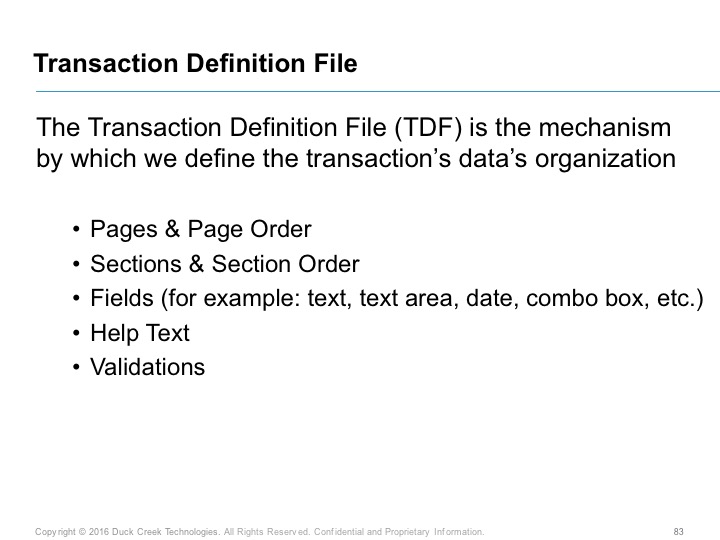 Transaction Definition File
The Transaction Definition File (TDF) is the mechanism
by which we define the transaction’s data’s organization
• Pages & Page Order
• Sections & Section Order
• Fields (for example: text, text area, date, combo box, etc.)
• Help Text
• Validations
Copyright © 2016 Duck Creek Technologies. All Rights Reserved. Confidential and Proprietary Information. 83